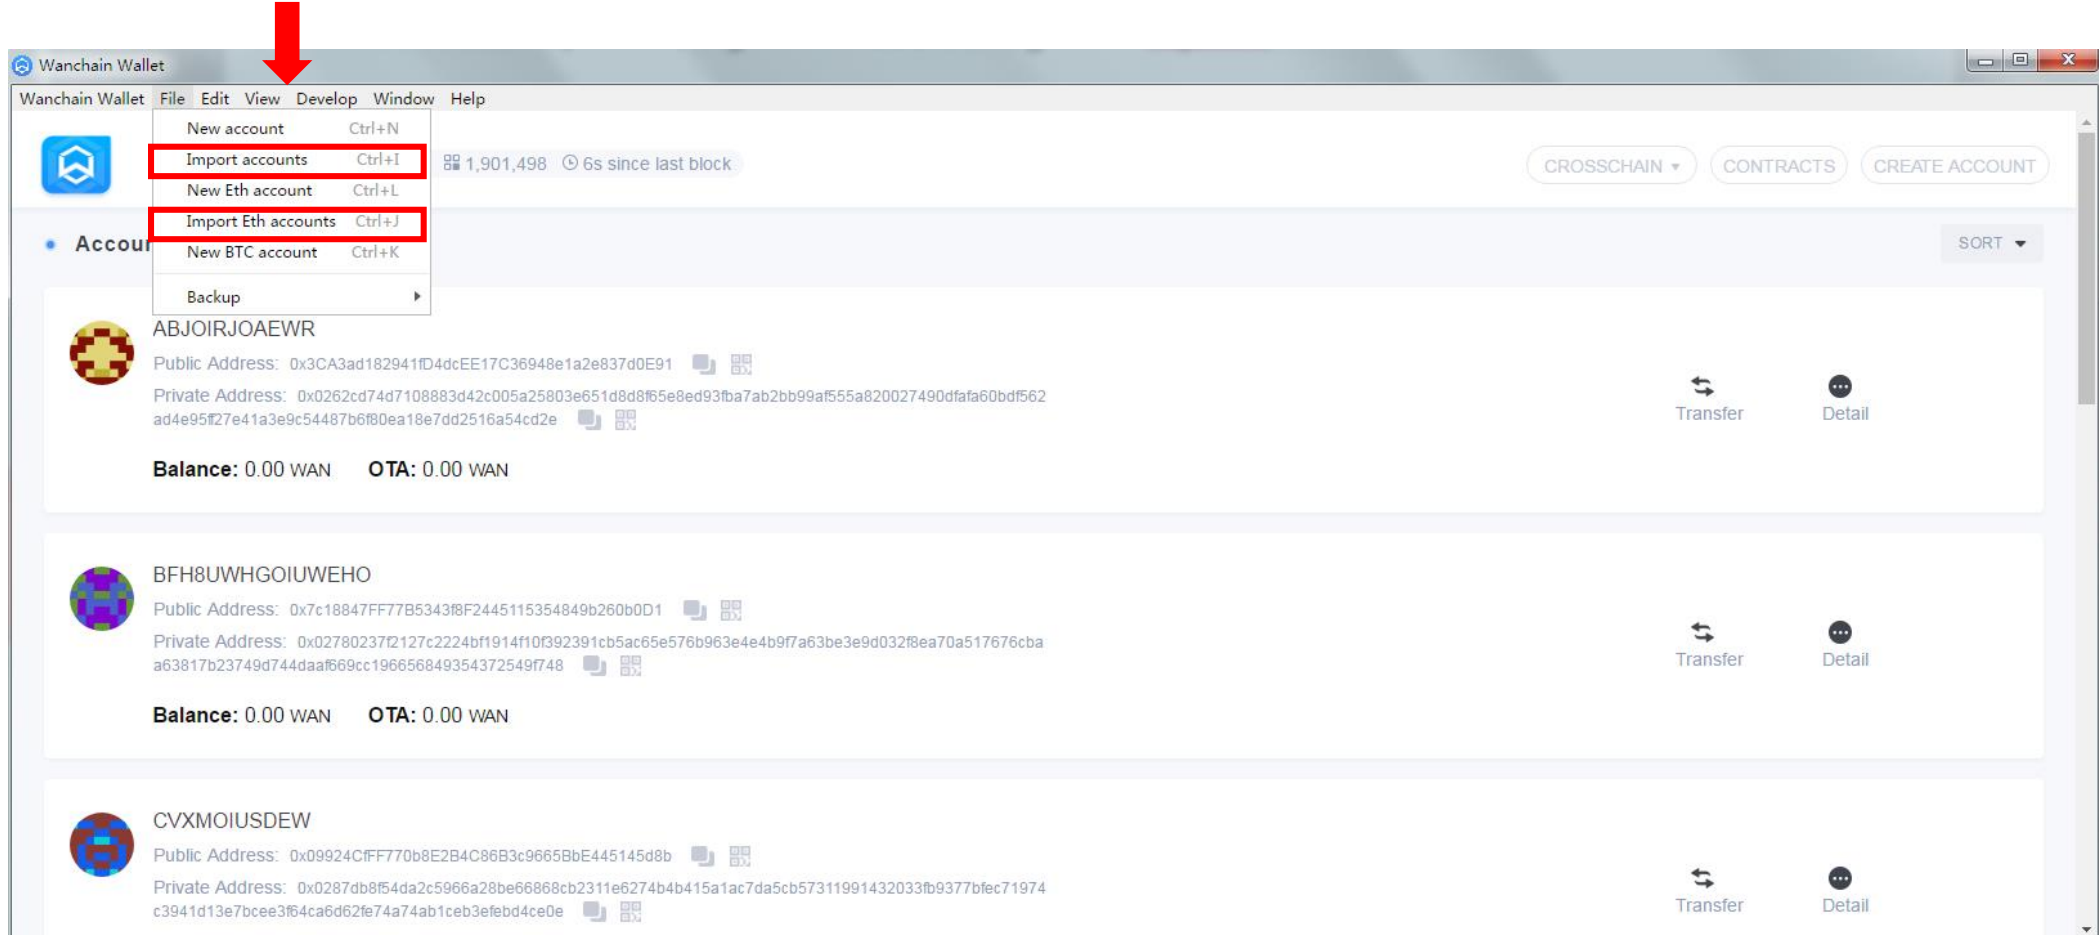 Wanchain Wallet
Wanchain Wallet File Edit View Develop Window Help
New account Ctrl+N
Import accounts Ctrl+I
New Eth account Ctrl+L
Import Eth accounts Ctrl+J
New BTC account Ctrl+K
Backup
1,901,498 6s since last block
CROSSCHAIN CONTRACTS CREATE ACCOUNT
Accou
SORT
ABJOIRJOAEWR
Public Address: 0x3CA3ad182941fD4dcEE17C36948e1a2e837d0E91
Private Address: 0x0262cd74d7108883d42c005a25803e651d8d8f65e8ed93fba7ab2bb99af555a820027490dfafa60bdf562
ad4e95ff27e41a3e9c54487b6f80ea18e7dd2516a54cd2e
Transfer Detail
Balance: 0.00 WAN OTA: 0.00 WAN
BFH8UWHGOIUWEHO
Public Address: 0x7c18847FF77B5343f8F2445115354849b260b0D1
Private Address: 0x02780237f2127c2224bf1914f10f392391cb5ac65e576b963e4e4b9f7a63be3e9d032f8ea70a517676cba
a63817b23749d744daaf669cc196656849354372549f748
Transfer Detail
Balance: 0.00 WAN OTA: 0.00 WAN
CVXMOIUSDEW
Public Address: 0x09924CfFF770b8E2B4C86B3c9665BbE445145d8b
Private Address: 0x0287db8f54da2c5966a28be66868cb2311e6274b4b415a1ac7da5cb57311991432033fb9377bfec71974
c3941d13e7bcee3f64ca6d62fe74a74ab1ceb3efebd4ce0e
Transfer Detail